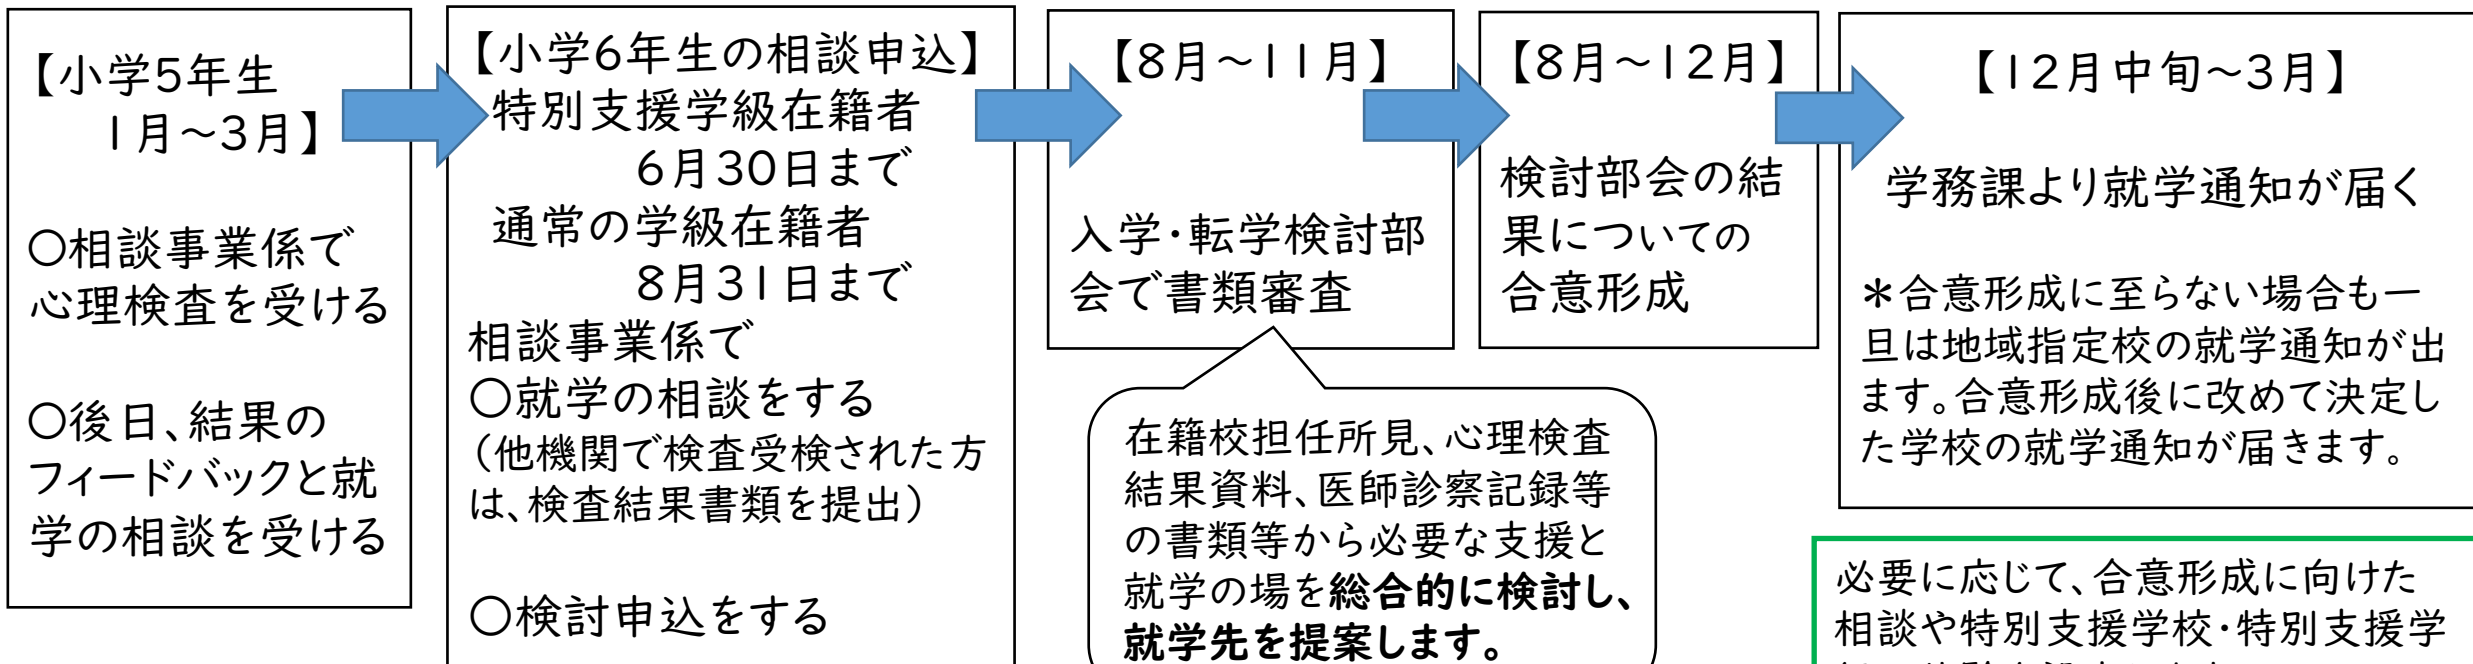 【小学5年生
1月～3月】
〇相談事業係で
心理検査を受ける
〇後日、結果の
フィードバックと就
学の相談を受ける
【小学6年生の相談申込】
特別支援学級在籍者
6月30日まで
通常の学級在籍者
8月31日まで
相談事業係で
〇就学の相談をする
（他機関で検査受検された方
は、検査結果書類を提出）
〇検討申込をする
【8月～11月】
入学・転学検討部
会で書類審査
在籍校担任所見、心理検査
結果資料、医師診察記録等
の書類等から必要な支援と
就学の場を総合的に検討し、
就学先を提案します。
【8月～12月】
検討部会の結
果についての
合意形成
【12月中旬～3月】
学務課より就学通知が届く
＊合意形成に至らない場合も一
旦は地域指定校の就学通知が出
ます。合意形成後に改めて決定し
た学校の就学通知が届きます。
必要に応じて、合意形成に向けた
相談や特別支援学校・特別支援学